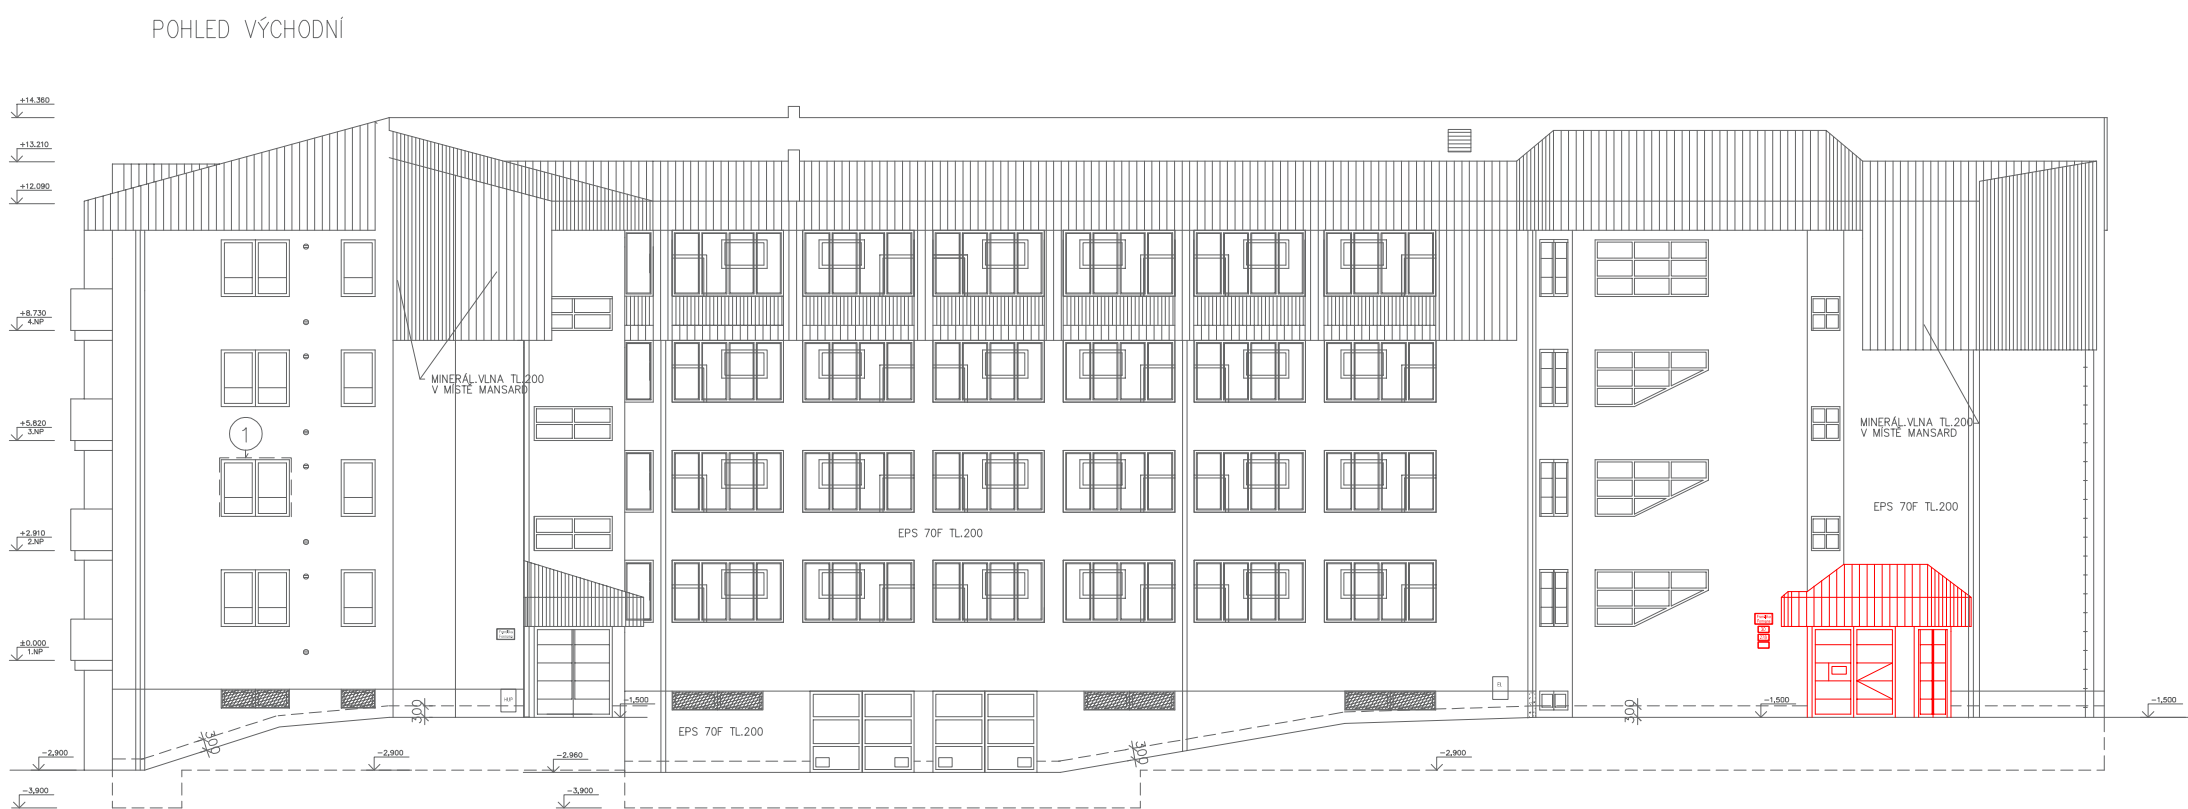 POHLED VÝCHODNÍ
+14.360
+13.210
+12.090
+8.730
4.NP
MINERÁL.VLNA TL.200
V MÍSTĚ MANSARD
1
+5.820
3.NP
MINERÁL.VLNA TL.200
V MÍSTĚ MANSARD
EPS 70F TL.200
+2.910
2.NP
EPS 70F TL.200
±0.000
1.NP
HUP
EL
-1,500
-1,500
-1,500
300
300
300
300
EPS 70F TL.200
-2,900
-2,900
-2,960
-2,900
-3,900
-3,900